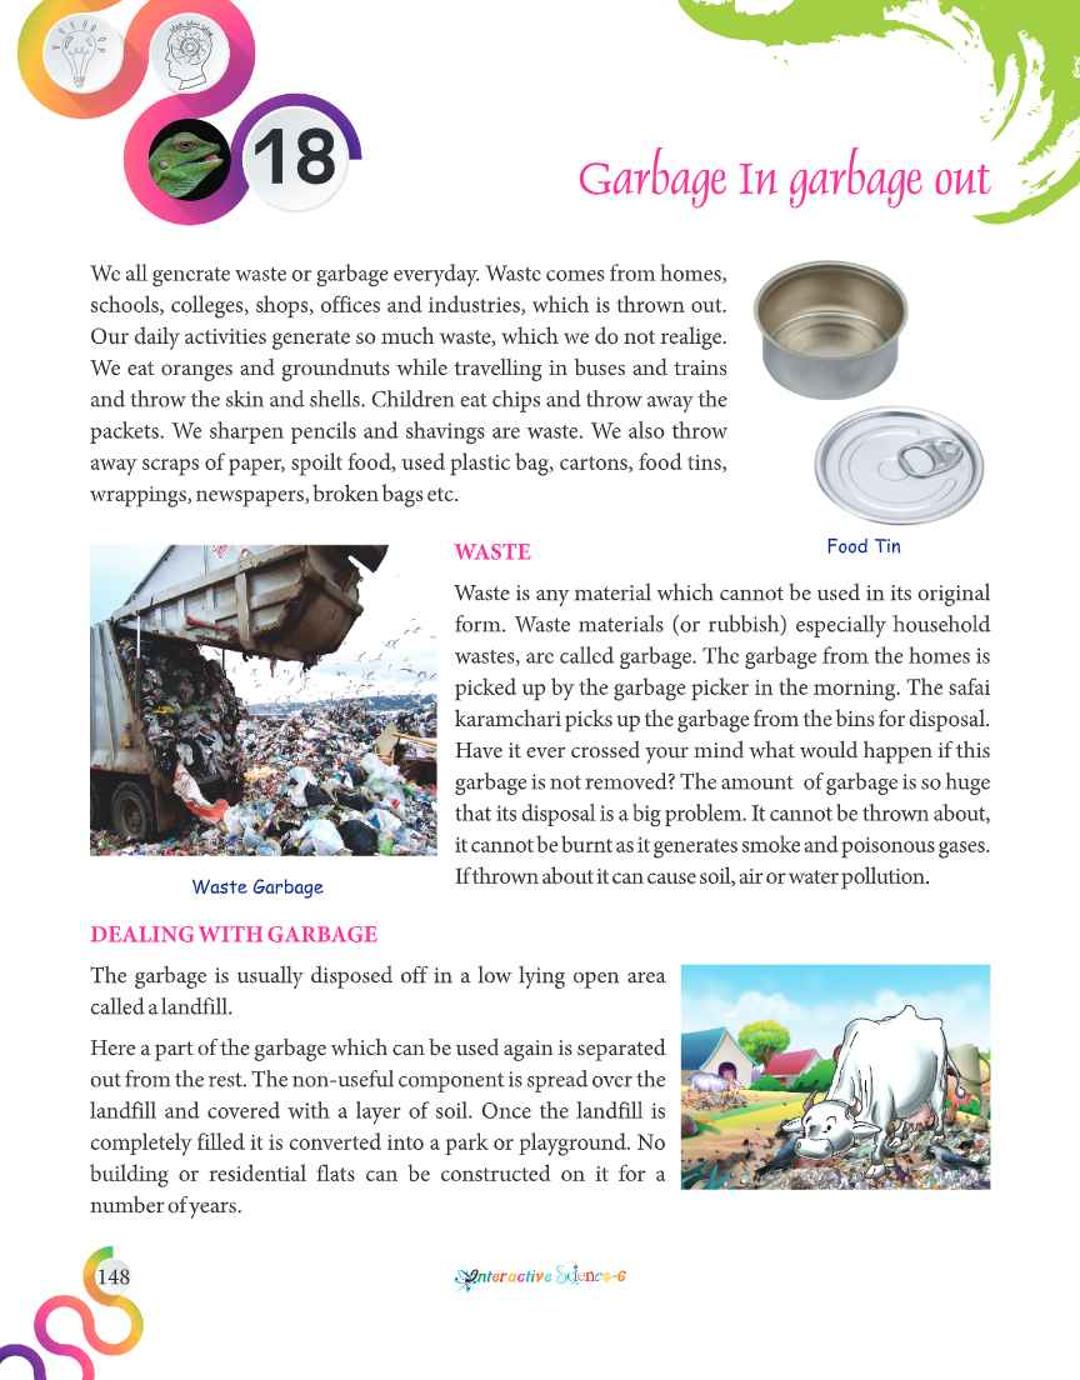 18
Garbage In garbage out
We all generate waste or garbage everyday. Waste comes from homes,
schools, colleges, shops, offices and industries, which is thrown out.
Our daily activities generate so much waste, which we do not realige.
We eat oranges and groundnuts while travelling in buses and trains
and throw the skin and shells. Children eat chips and throw away the
packets. We sharpen pencils and shavings are waste. We also throw
away scraps of paper, spoilt food, used plastic bag, cartons, food tins,
wrappings, newspapers, broken bags etc.
Food Tin
WASTE
Waste is any material which cannot be used in its original
form. Waste materials (or rubbish) especially household
wastes, are called garbage. The garbage from the homes is
picked up by the garbage picker in the morning. The safai
karamchari picks up the garbage from the bins for disposal.
Have it ever crossed your mind what would happen if this
garbage is not removed? The amount of garbage is so huge
that its disposal is a big problem. It cannot be thrown about,
it cannot be burnt as it generates smoke and poisonous gases.
If thrown about it can cause soil, air or water pollution.
Waste Garbage
DEALING WITH GARBAGE
The garbage is usually disposed off in a low lying open area
called a landfill.
Here a part of the garbage which can be used again is separated
out from the rest. The non-useful component is spread over the
landfill and covered with a layer of soil. Once the landfill is
completely filled it is converted into a park or playground. No
building or residential flats can be constructed on it for a
number of years.
148
Interactive Science-6